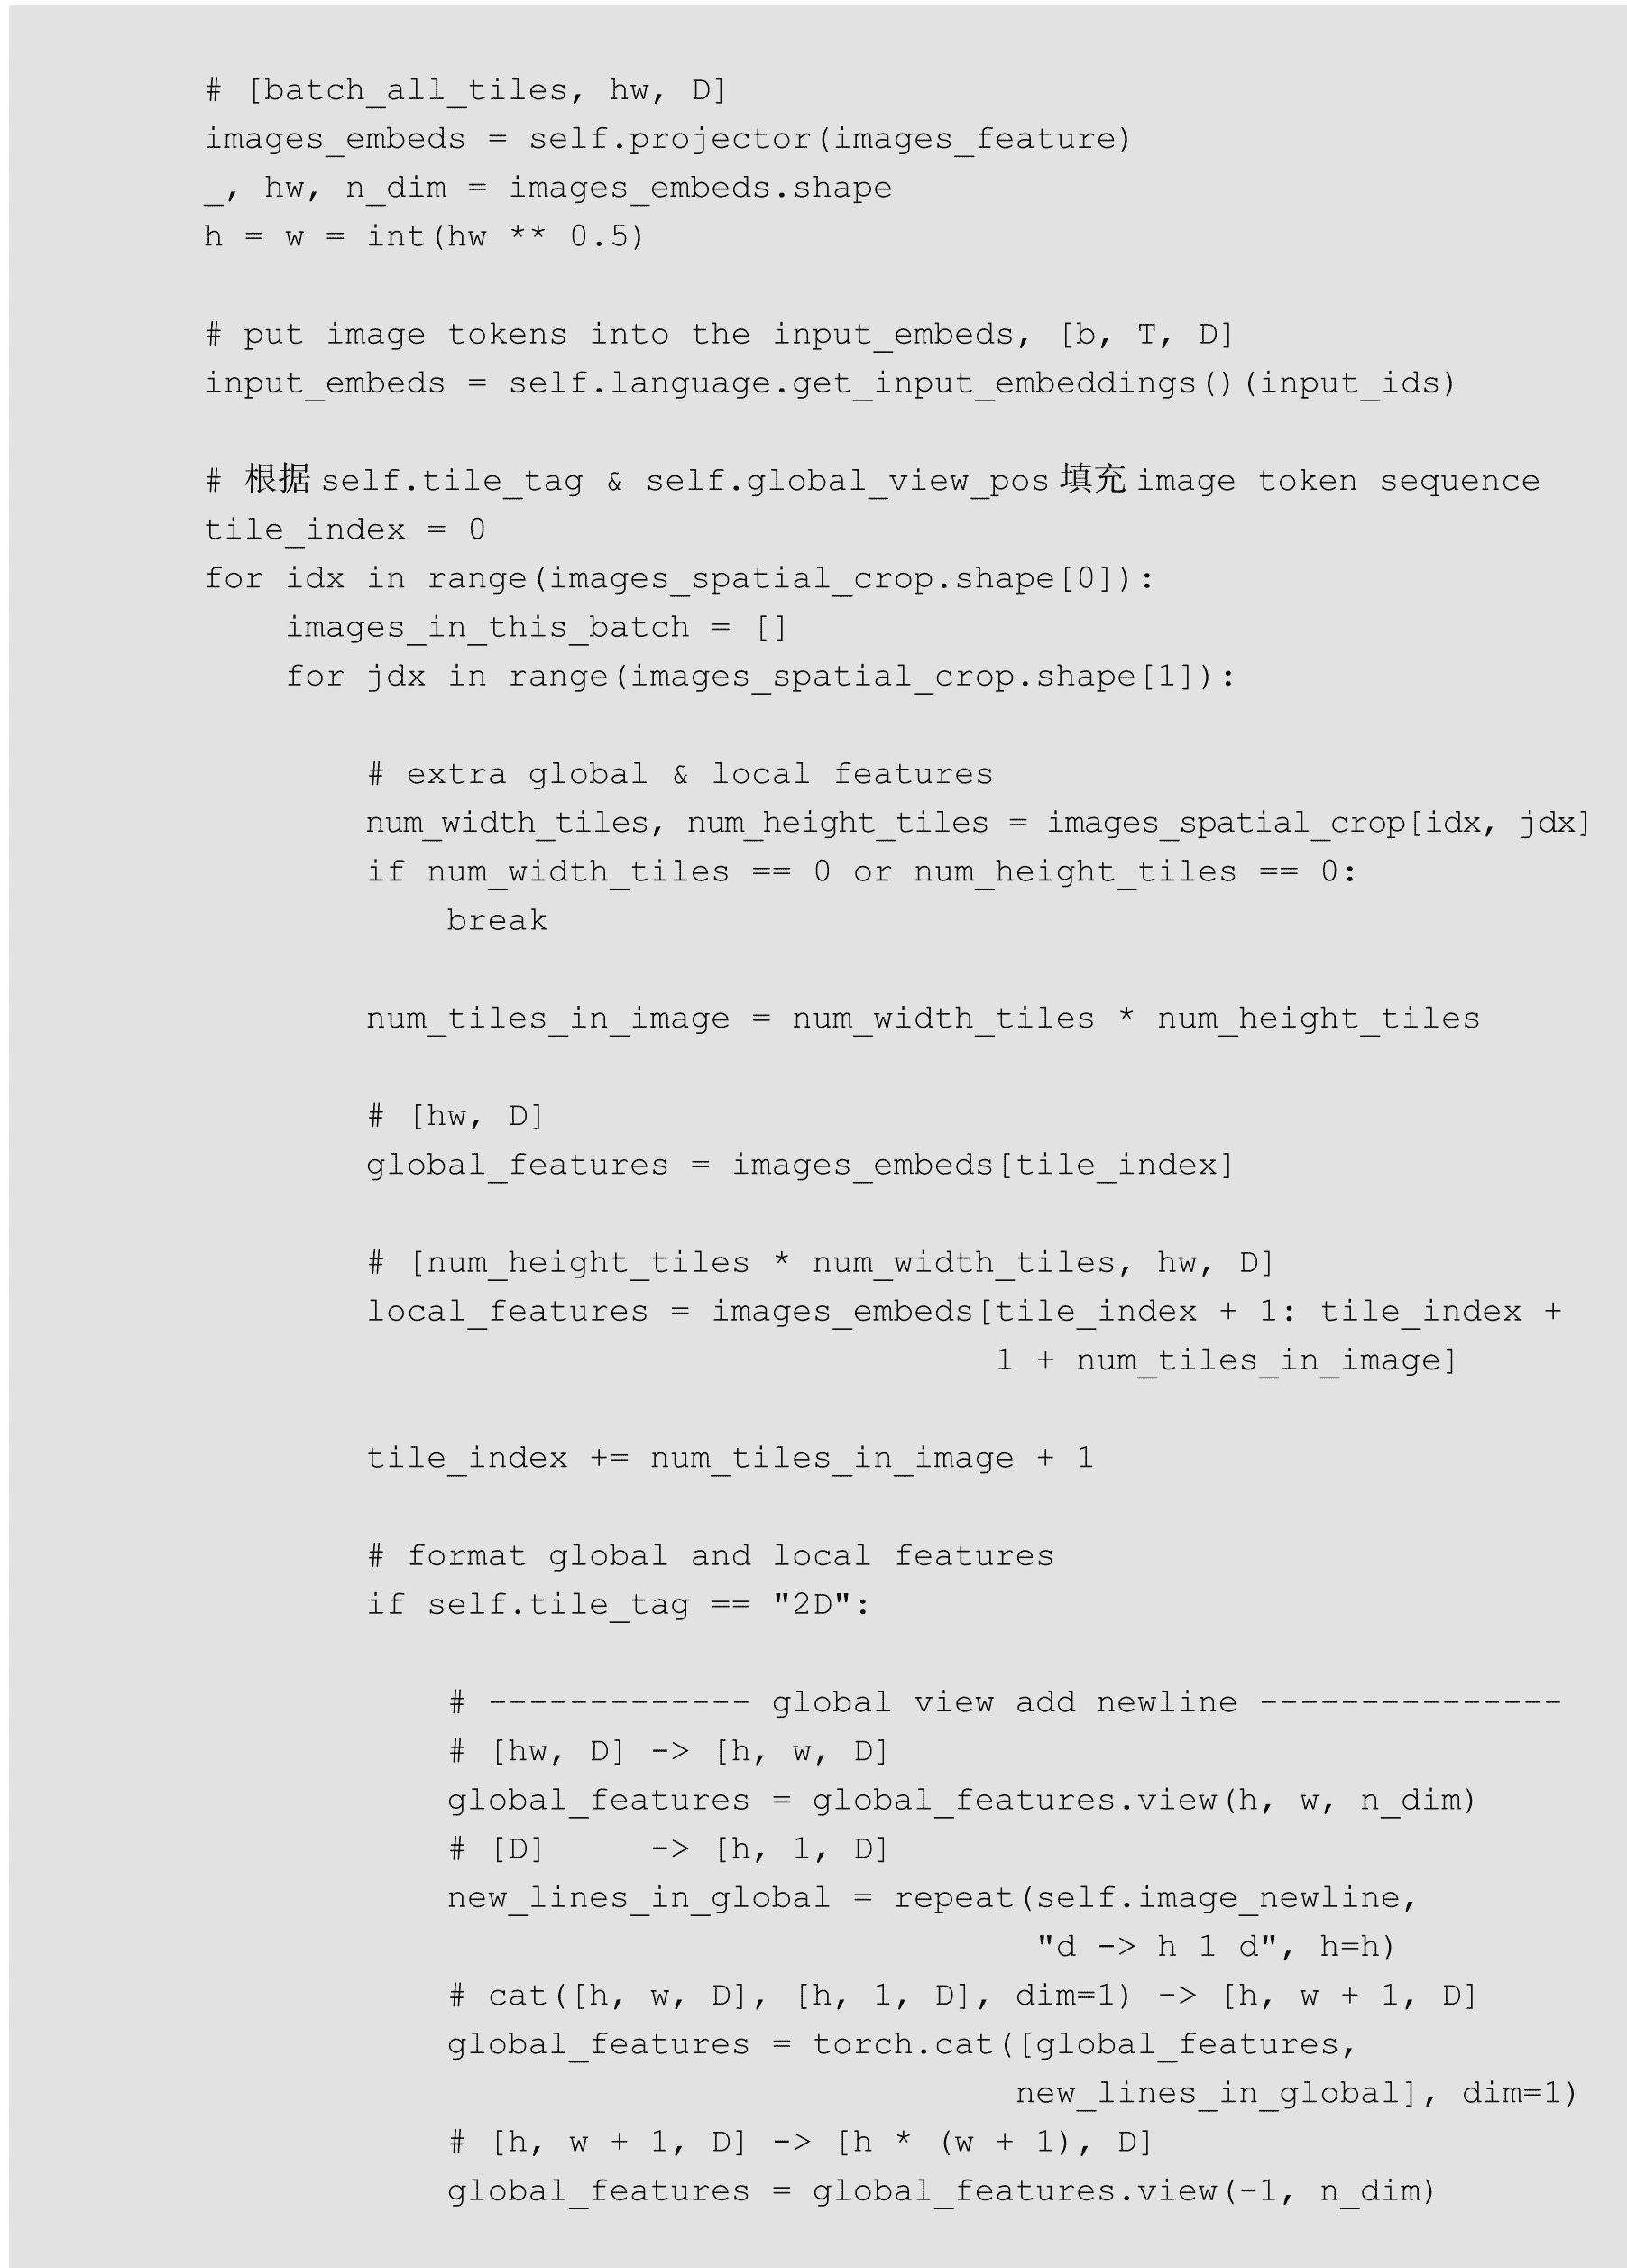 # [batch_all_tiles, hw, D]
images_embeds = self.projector(images_feature)
_, hw, n_dim = images_embeds.shape
h = w = int(hw ** 0.5)

# put image tokens into the input_embeds, [b, T, D]
input_embeds = self.language.get_input_embeddings()(input_ids)

# 根据 self.tile_tag & self.global_view_pos 填充 image token sequence
tile_index = 0
for idx in range(images_spatial_crop.shape[0]):
    images_in_this_batch = []
    for jdx in range(images_spatial_crop.shape[1]):

        # extra global & local features
        num_width_tiles, num_height_tiles = images_spatial_crop[idx, jdx]
        if num_width_tiles == 0 or num_height_tiles == 0:
            break

        num_tiles_in_image = num_width_tiles * num_height_tiles

        # [hw, D]
        global_features = images_embeds[tile_index]

        # [num_height_tiles * num_width_tiles, hw, D]
        local_features = images_embeds[tile_index + 1: tile_index +
                                       1 + num_tiles_in_image]

        tile_index += num_tiles_in_image + 1

        # format global and local features
        if self.tile_tag == "2D":

            # ------------- global view add newline ---------------
            # [hw, D] -> [h, w, D]
            global_features = global_features.view(h, w, n_dim)
            # [D]     -> [h, 1, D]
            new_lines_in_global = repeat(self.image_newline,
                                         "d -> h 1 d", h=h)
            # cat([h, w, D], [h, 1, D], dim=1) -> [h, w + 1, D]
            global_features = torch.cat([global_features,
                                        new_lines_in_global], dim=1)
            # [h, w + 1, D] -> [h * (w + 1), D]
            global_features = global_features.view(-1, n_dim)